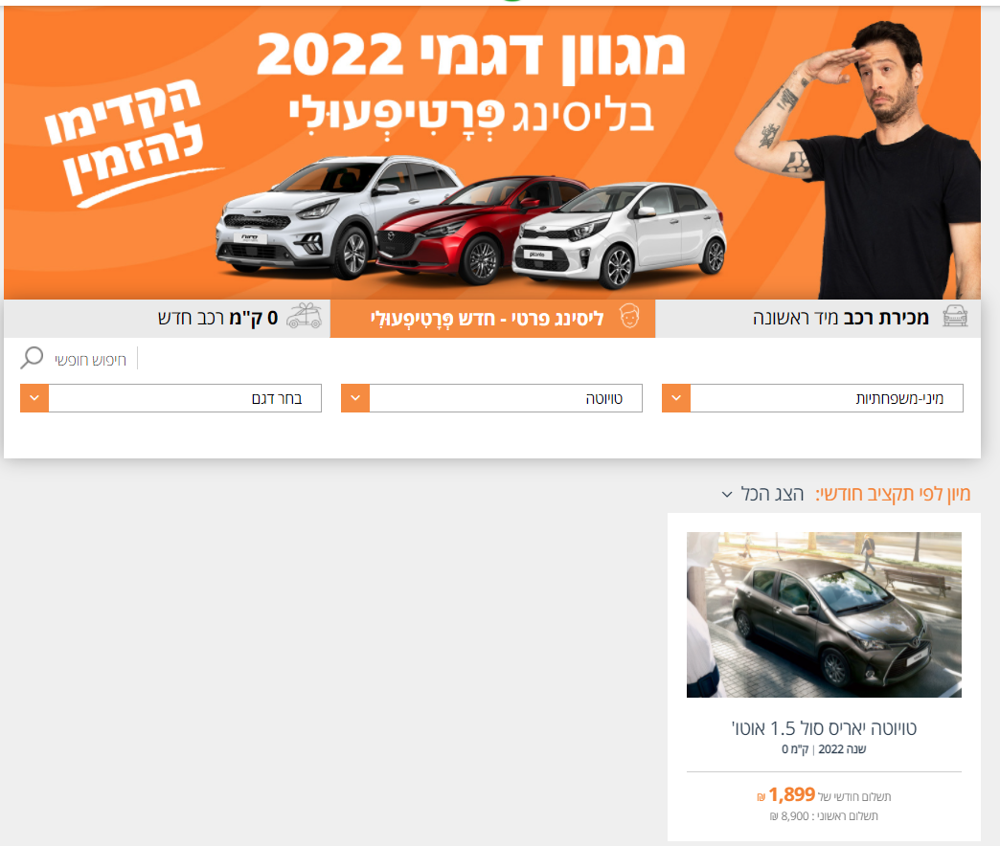 מגוון דגמי 2022
בליסינג פְּרָטִיפְעוּלִי
הקדימו
להזמין
מכירת רכב מיד ראשונה
ליסינג פרטי - חדש פְּרָטִיפְעוּלִי
0 ק"מ רכב חדש
חיפוש חופשי
מיני-משפחתיות
טויוטה
בחר דגם
מיון לפי תקציב חודשי: הצג הכל
טויוטה יאריס סול 1.5 אוטו'
שנה 2022 | ק"מ 0
תשלום חודשי של 1,899 ₪
תשלום ראשוני : 8,900 ₪